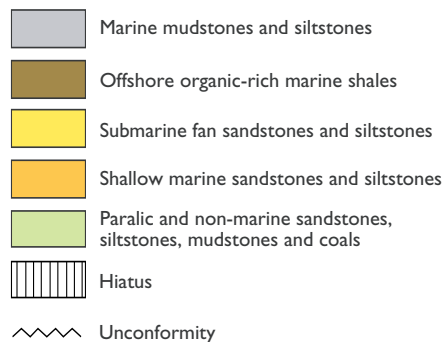 Marine mudstones and siltstones
Offshore organic-rich marine shales
Submarine fan sandstones and siltstones
Shallow marine sandstones and siltstones
Paralic and non-marine sandstones,
siltstones, mudstones and coals
Hiatus
Unconformity